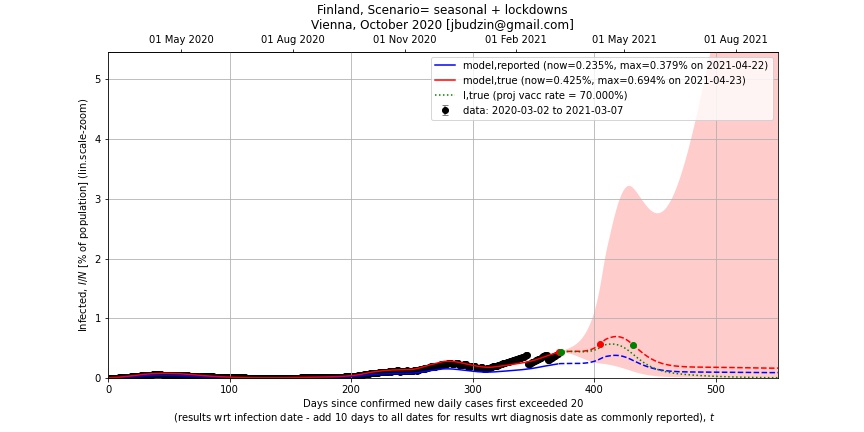 Finland, Scenario= seasonal + lockdowns
Vienna, October 2020 [jbudzin@gmail.com]
01 May 2020 01 Aug 2020 01 Nov 2020 01 Feb 2021 01 May 2021 01 Aug 2021
model,reported (now=0.235%, max=0.379% on 2021-04-22)
model,true (now=0.425%, max=0.694% on 2021-04-23)
I,true (proj vacc rate = 70.000%)
data: 2020-03-02 to 2021-03-07
Infected, I/N [% of population] (lin.scale-zoom)
5
4
3
2
1
0
0 100 200 300 400 500
Days since confirmed new daily cases first exceeded 20
(results wrt infection date - add 10 days to all dates for results wrt diagnosis date as commonly reported), t